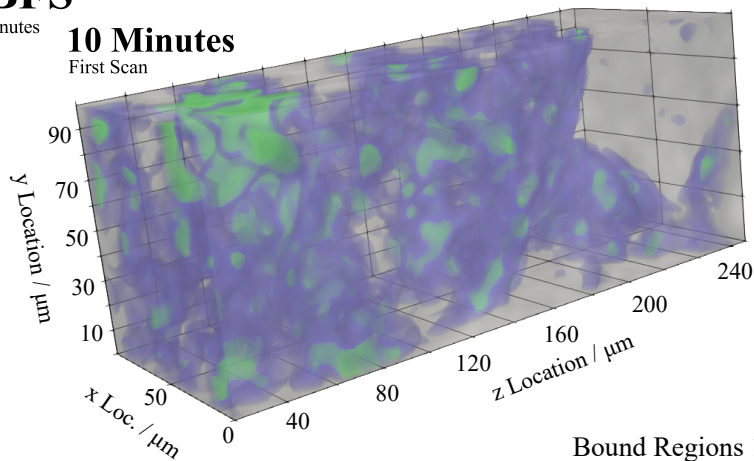 10 Minutes
First Scan
90
70
50
30
10
y Location / μm
50
0
x Loc. / μm
40
80
120
160
200
240
z Location / μm
Bound Regions